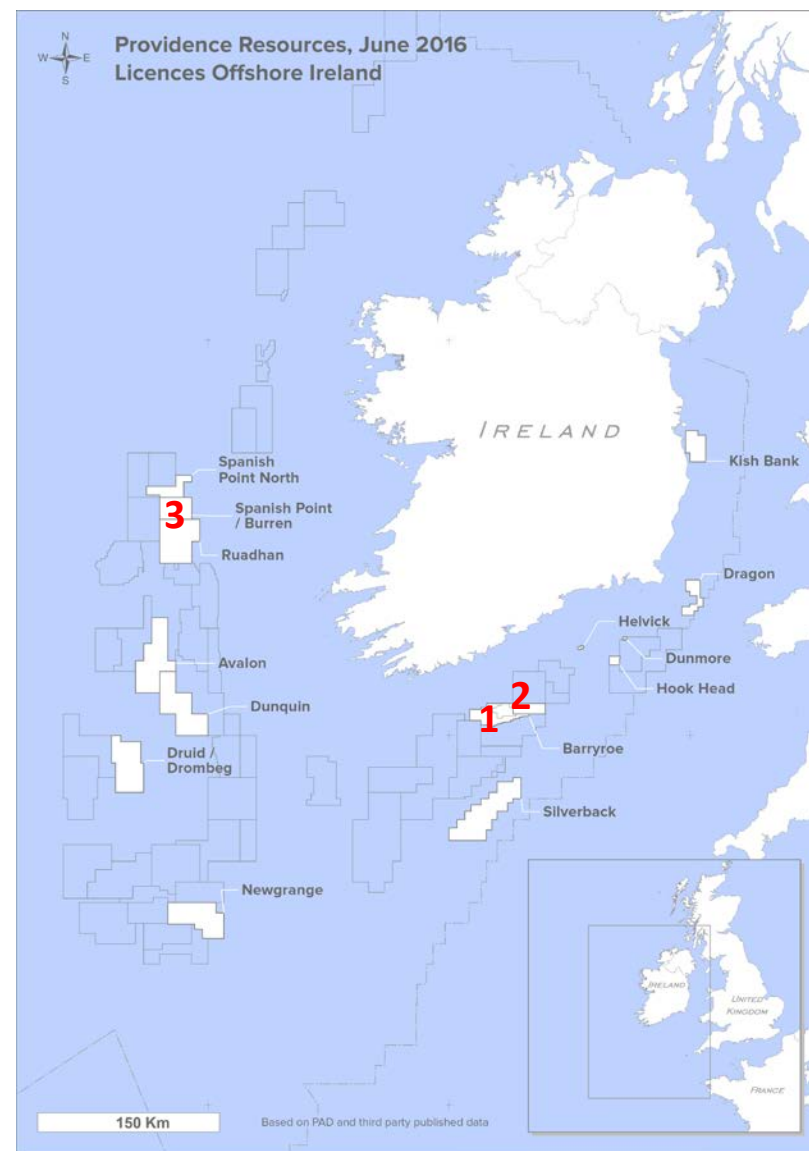 N
W
E
S
Providence Resources, June 2016
Licences Offshore Ireland
IRELAND
Kish Bank
Spanish
Point North
3
Spanish Point
/ Burren
Ruadhan
Dragon
Helvick
Dunmore
Hook Head
Avalon
Dunquin
2
1
Barryroe
Druid /
Drombeg
Silverback
Newgrange
IRELAND
UNITED
KINGDOM
FRANCE
150 Km
Based on PAD and third party published data